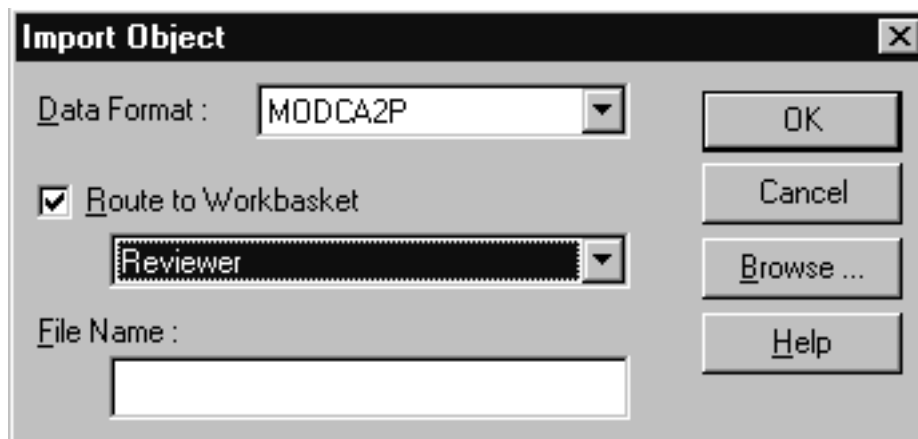 Import Object
Data Format : MODCA2P
OK
Route to Workbasket
Cancel
Reviewer
Browse ...
File Name :
Help